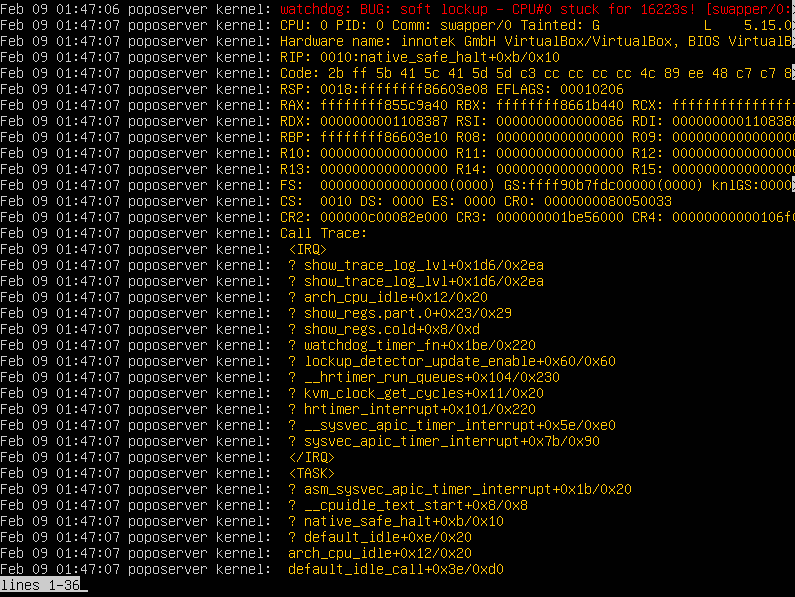 Feb 09 01:47:06 poposerver kernel: watchdog: BUG: soft lockup - CPU#0 stuck for 16223s! [swapper/0:
Feb 09 01:47:07 poposerver kernel: CPU: 0 PID: 0 Comm: swapper/0 Tainted: G L 5.15.0
Feb 09 01:47:07 poposerver kernel: Hardware name: innotek GmbH VirtualBox/VirtualBox, BIOS VirtualB
Feb 09 01:47:07 poposerver kernel: RIP: 0010:native_safe_halt+0xb/0x10
Feb 09 01:47:07 poposerver kernel: Code: 2b ff 5b 41 5c 41 5d 5d c3 cc cc cc cc 4c 89 ee 48 c7 c7 8
Feb 09 01:47:07 poposerver kernel: RSP: 0018:ffffffff86603e08 EFLAGS: 00010206
Feb 09 01:47:07 poposerver kernel: RAX: ffffffff855c9a40 RBX: ffffffff8661b440 RCX: ffffffffffffffff
Feb 09 01:47:07 poposerver kernel: RDX: 0000000001108387 RSI: 0000000000000086 RDI: 000000000110838
Feb 09 01:47:07 poposerver kernel: RBP: ffffffff86603e10 R08: 0000000000000000 R09: 000000000000000
Feb 09 01:47:07 poposerver kernel: R10: 0000000000000000 R11: 0000000000000000 R12: 000000000000000
Feb 09 01:47:07 poposerver kernel: R13: 0000000000000000 R14: 0000000000000000 R15: 000000000000000
Feb 09 01:47:07 poposerver kernel: FS: 0000000000000000(0000) GS:ffff90b7fdc00000(0000) knlGS:0000
Feb 09 01:47:07 poposerver kernel: CS: 0010 DS: 0000 ES: 0000 CR0: 0000000080050033
Feb 09 01:47:07 poposerver kernel: CR2: 000000c00082e000 CR3: 000000001be56000 CR4: 00000000000106f
Feb 09 01:47:07 poposerver kernel: Call Trace:
Feb 09 01:47:07 poposerver kernel: <IRQ>
Feb 09 01:47:07 poposerver kernel: ? show_trace_log_lvl+0x1d6/0x2ea
Feb 09 01:47:07 poposerver kernel: ? show_trace_log_lvl+0x1d6/0x2ea
Feb 09 01:47:07 poposerver kernel: ? arch_cpu_idle+0x12/0x20
Feb 09 01:47:07 poposerver kernel: ? show_regs.part.0+0x23/0x29
Feb 09 01:47:07 poposerver kernel: ? show_regs.cold+0x8/0xd
Feb 09 01:47:07 poposerver kernel: ? watchdog_timer_fn+0x1be/0x220
Feb 09 01:47:07 poposerver kernel: ? lockup_detector_update_enable+0x60/0x60
Feb 09 01:47:07 poposerver kernel: ? __hrtimer_run_queues+0x104/0x230
Feb 09 01:47:07 poposerver kernel: ? kvm_clock_get_cycles+0x11/0x20
Feb 09 01:47:07 poposerver kernel: ? hrtimer_interrupt+0x101/0x220
Feb 09 01:47:07 poposerver kernel: ? __sysvec_apic_timer_interrupt+0x5e/0xe0
Feb 09 01:47:07 poposerver kernel: ? sysvec_apic_timer_interrupt+0x7b/0x90
Feb 09 01:47:07 poposerver kernel: </IRQ>
Feb 09 01:47:07 poposerver kernel: <TASK>
Feb 09 01:47:07 poposerver kernel: ? asm_sysvec_apic_timer_interrupt+0x1b/0x20
Feb 09 01:47:07 poposerver kernel: ? __cpuidle_text_start+0x8/0x8
Feb 09 01:47:07 poposerver kernel: ? native_safe_halt+0xb/0x10
Feb 09 01:47:07 poposerver kernel: ? default_idle+0xe/0x20
Feb 09 01:47:07 poposerver kernel: arch_cpu_idle+0x12/0x20
Feb 09 01:47:07 poposerver kernel: default_idle_call+0x3e/0xd0
lines 1-36